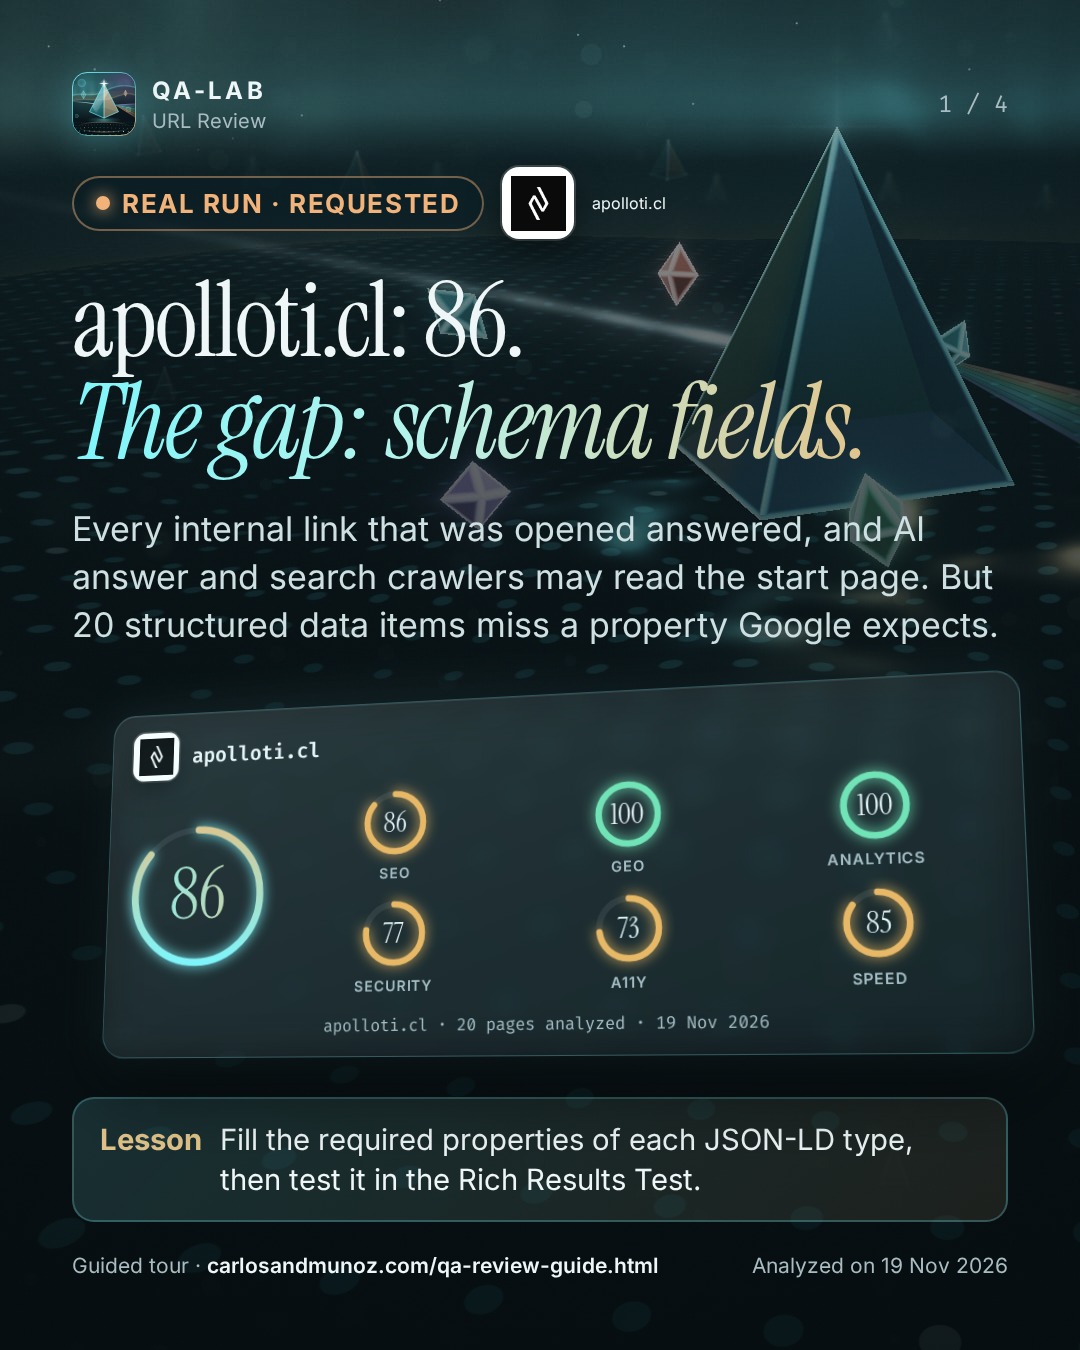 QA-LAB
URL Review
1 / 4
REAL RUN · REQUESTED
apolloti.cl
apolloti.cl: 86.
The gap: schema fields.
Every internal link that was opened answered, and AI
answer and search crawlers may read the start page. But
20 structured data items miss a property Google expects.
apolloti.cl
86
86
SEO
100
GEO
100
ANALYTICS
77
SECURITY
73
A11Y
85
SPEED
apolloti.cl · 20 pages analyzed · 19 Nov 2026
Lesson Fill the required properties of each JSON-LD type,
then test it in the Rich Results Test.
Guided tour · carlosandmunoz.com/qa-review-guide.html
Analyzed on 19 Nov 2026